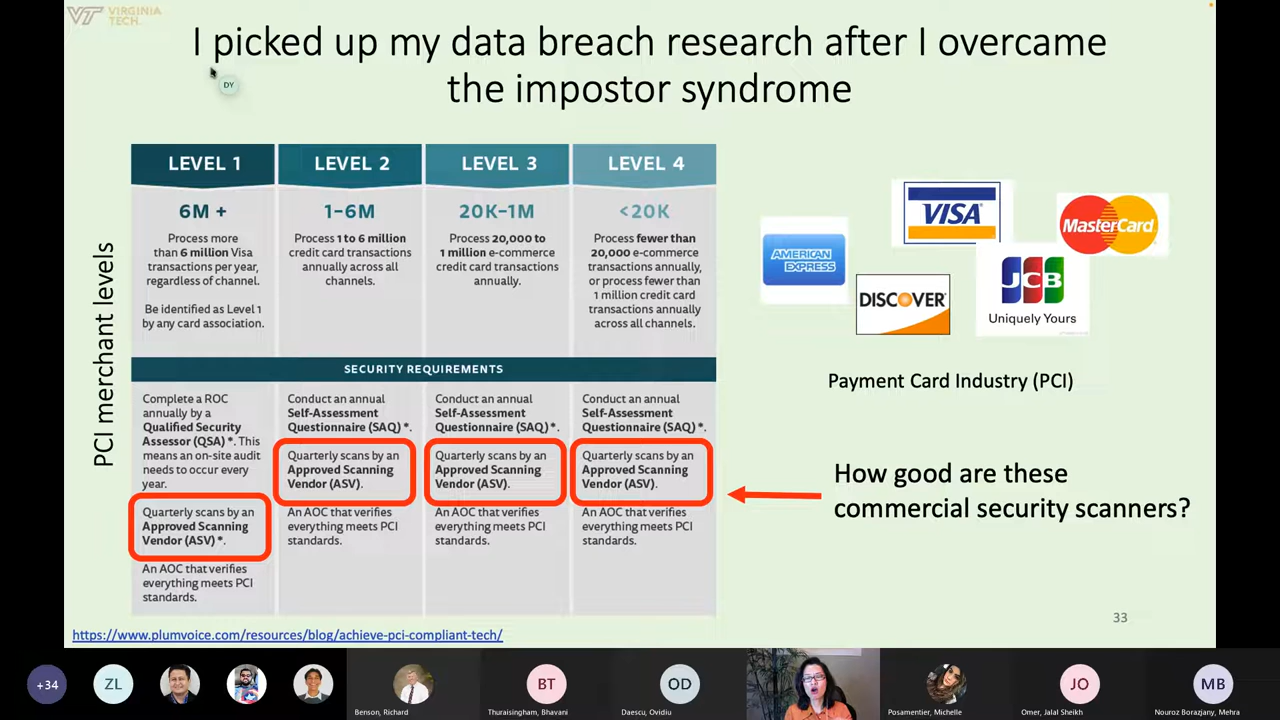 VT VIRGINIA
TECH
I picked up my data breach research after I overcame
the impostor syndrome
DY
PCI merchant levels
LEVEL 1
6M +
Process more
than 6 million Visa
transactions per year,
regardless of channel.
Be identified as Level 1
by any card association.
LEVEL 2
1–6M
Process 1 to 6 million
credit card transactions
annually across all
channels.
LEVEL 3
20K–1M
Process 20,000 to
1 million e-commerce
credit card transactions
annually.
LEVEL 4
<20K
Process fewer than
20,000 e-commerce
transactions annually,
or process fewer than
1 million credit card
transactions annually
across all channels.
SECURITY REQUIREMENTS
Complete a ROC
annually by a
Qualified Security
Assessor (QSA) *. This
means an on-site audit
needs to occur every
year.
Quarterly scans by an
Approved Scanning
Vendor (ASV) *.
An AOC that verifies
everything meets PCI
standards.
Conduct an annual
Self-Assessment
Questionnaire (SAQ) *.
Quarterly scans by an
Approved Scanning
Vendor (ASV).
An AOC that verifies
everything meets PCI
standards.
Conduct an annual
Self-Assessment
Questionnaire (SAQ) *.
Quarterly scans by an
Approved Scanning
Vendor (ASV).
An AOC that verifies
everything meets PCI
standards.
Conduct an annual
Self-Assessment
Questionnaire (SAQ) *.
Quarterly scans by an
Approved Scanning
Vendor (ASV).
An AOC that verifies
everything meets PCI
standards.
AMERICAN
EXPRESS
VISA
MasterCard
DISCOVER
JCB
Uniquely Yours
Payment Card Industry (PCI)
How good are these
commercial security scanners?
33
https://www.plumvoice.com/resources/blog/achieve-pci-compliant-tech/
+34
ZL
Benson, Richard
BT
Thuraisingham, Bhavani
OD
Daescu, Ovidiu
Posamentier, Michelle
JO
Omer, Jalal Sheikh
MB
Nouroz Borazjany, Mehra